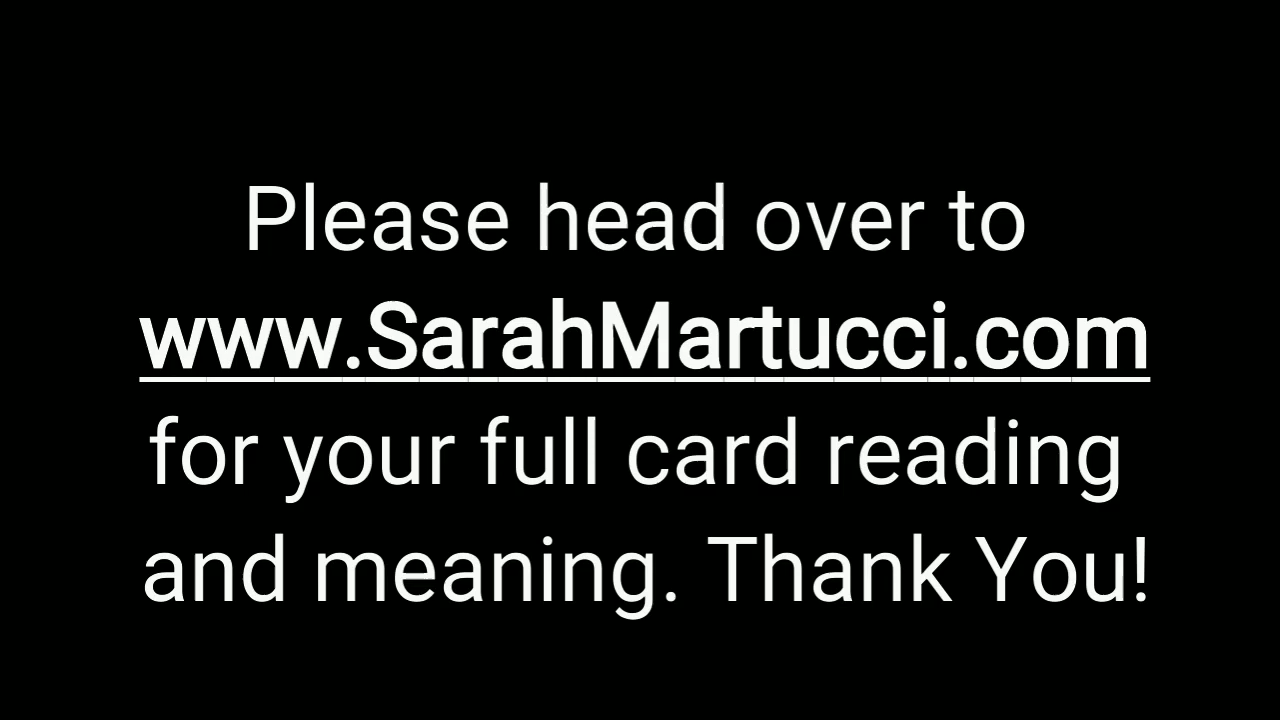 Please head over to
www.SarahMartucci.com
for your full card reading
and meaning. Thank You!